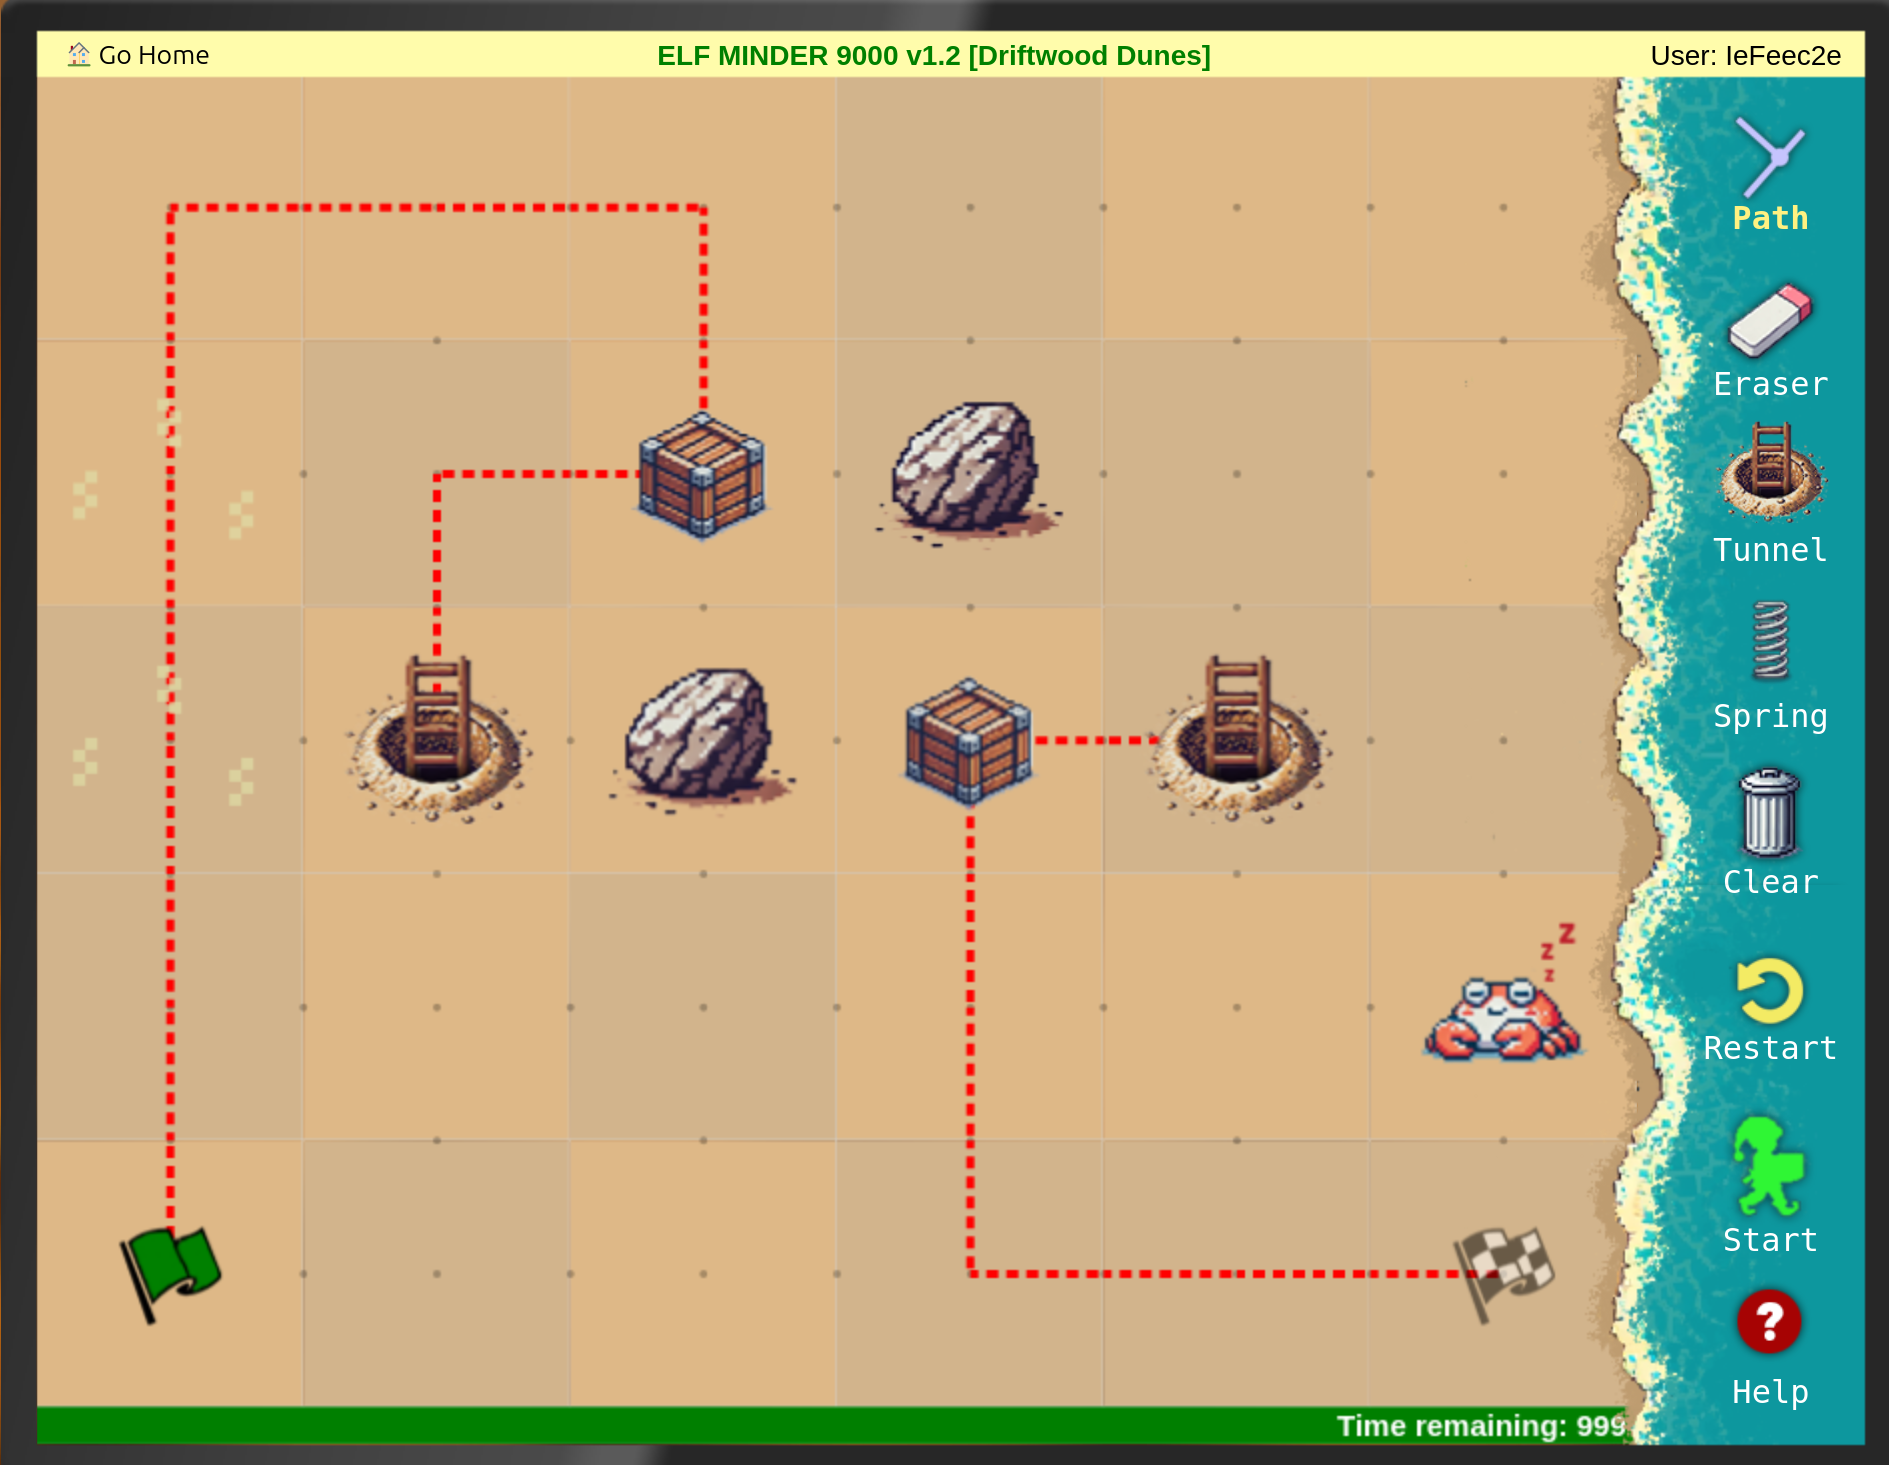 Go Home
ELF MINDER 9000 v1.2 [Driftwood Dunes]
User: IeFeec2e
Path
Eraser
Tunnel
Spring
Clear
z
z
z
Restart
Start
?
Help
Time remaining: 999